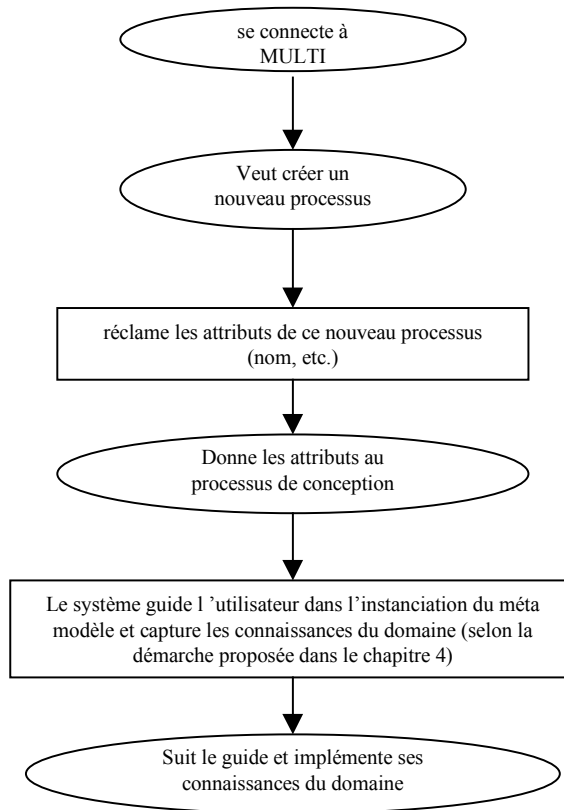 se connecte à
MULTI
Veut créer un
nouveau processus
réclame les attributs de ce nouveau processus
(nom, etc.)
Donne les attributs au
processus de conception
Le système guide l ’utilisateur dans l’instanciation du méta
modèle et capture les connaissances du domaine (selon la
démarche proposée dans le chapitre 4)
Suit le guide et implémente ses
connaissances du domaine